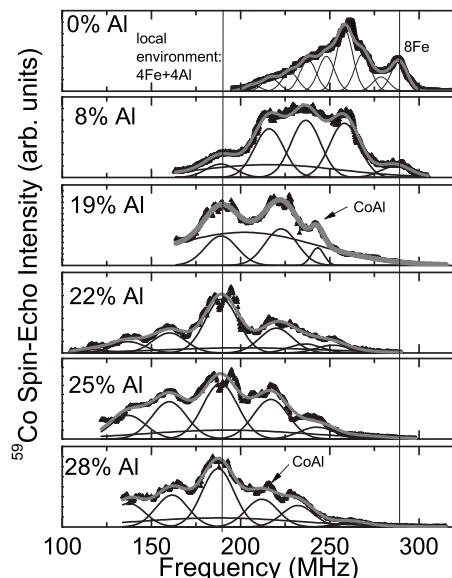 0% Al
local
environment:
4Fe+4Al
8Fe
8% Al
19% Al
CoAl
22% Al
25% Al
28% Al
CoAl
59Co Spin-Echo Intensity (arb. units)
100 150 200 250 300
Frequency (MHz)